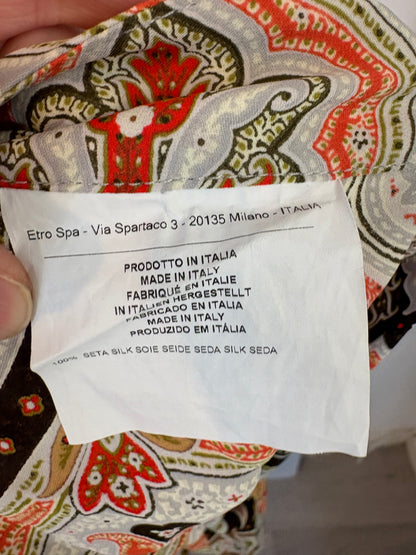 Etro Spa - Via Spartaco 3 - 20135 Milano - ITALIA
PRODOTTO IN ITALIA
MADE IN ITALY
FABRIQUÉ EN ITALIE
IN ITALIEN HERGESTELLT
FABRICADO EN ITALIA
MADE IN ITALY
PRODUZIDO EM ITÁLIA
100% SETA SILK SOIE SEIDE SEDA SILK SEDA